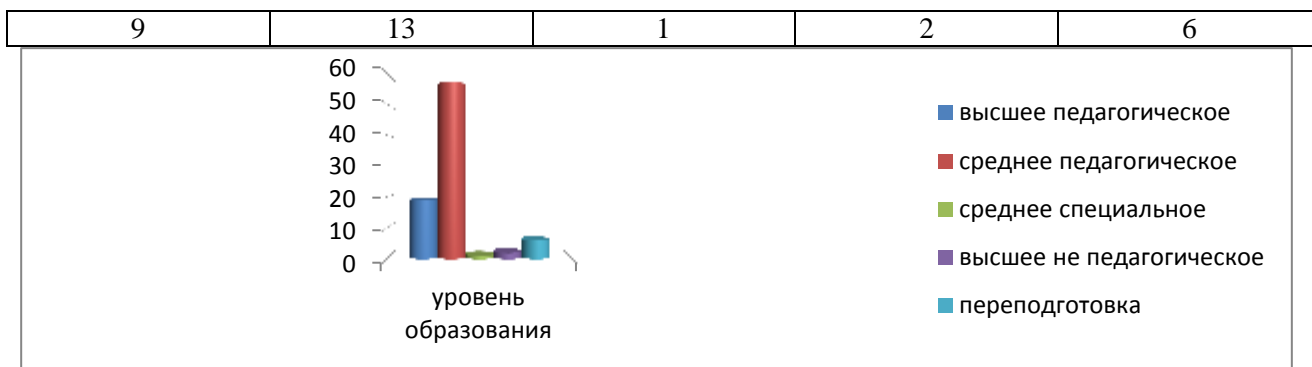 9 13 1 2 6
60
50
40
30
20
10
0
уровень
образования
высшее педагогическое
среднее педагогическое
среднее специальное
высшее не педагогическое
переподготовка